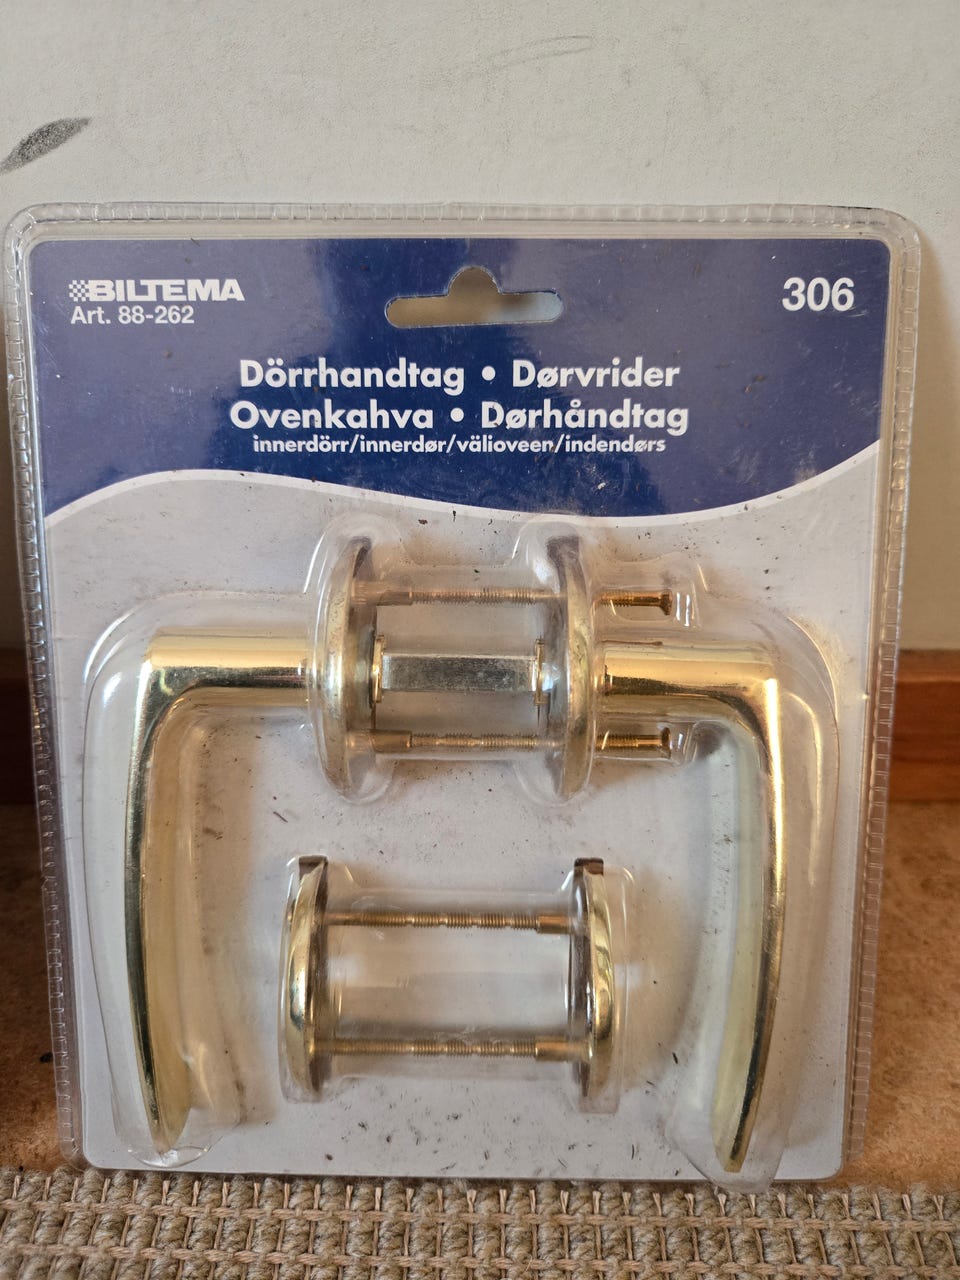 BILTEMA 306
Art. 88-262
Dörrhandtag • Dørvrider
Ovenkahva • Dørhåndtag
innerdörr/innerdør/välioveen/indendørs